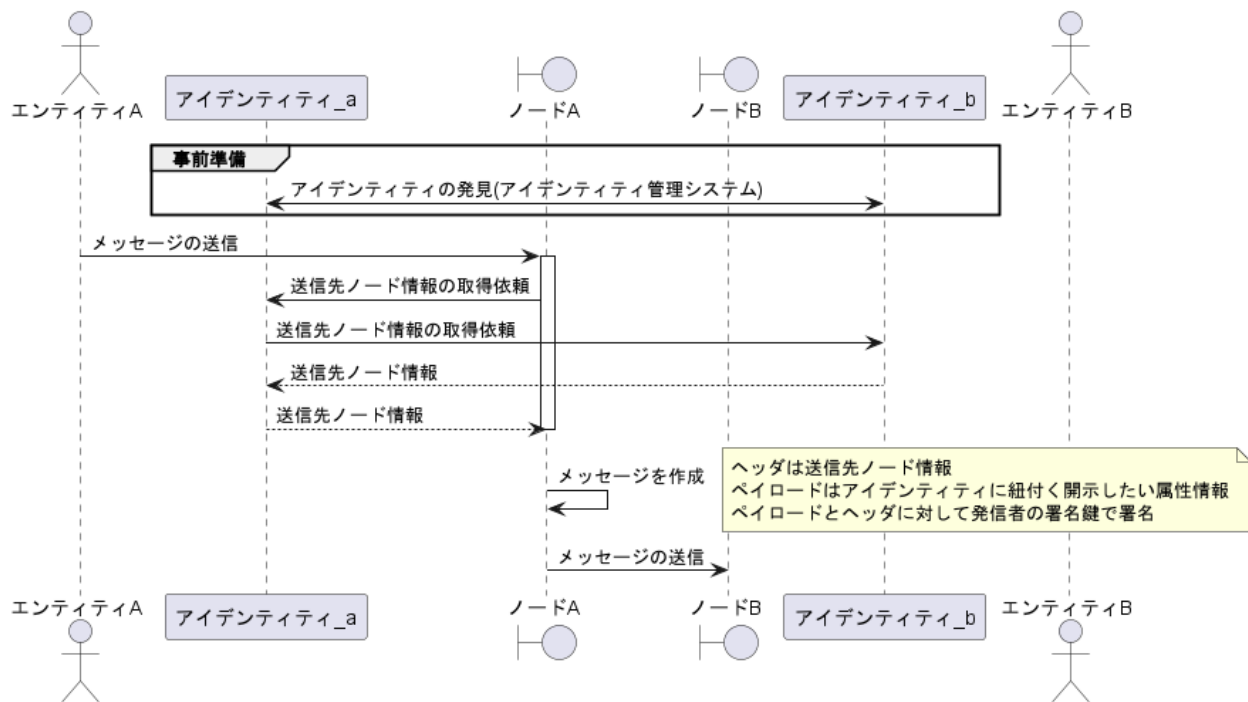 エンティティA
アイデンティティ_a
ノードA
ノードB
アイデンティティ_b
エンティティB
事前準備
アイデンティティの発見(アイデンティティ管理システム)
メッセージの送信
送信先ノード情報の取得依頼
送信先ノード情報の取得依頼
送信先ノード情報
送信先ノード情報
メッセージを作成
ヘッダは送信先ノード情報
ペイロードはアイデンティティに紐付く開示したい属性情報
ペイロードとヘッダに対して発信者の署名鍵で署名
メッセージの送信
エンティティA
アイデンティティ_a
ノードA
ノードB
アイデンティティ_b
エンティティB